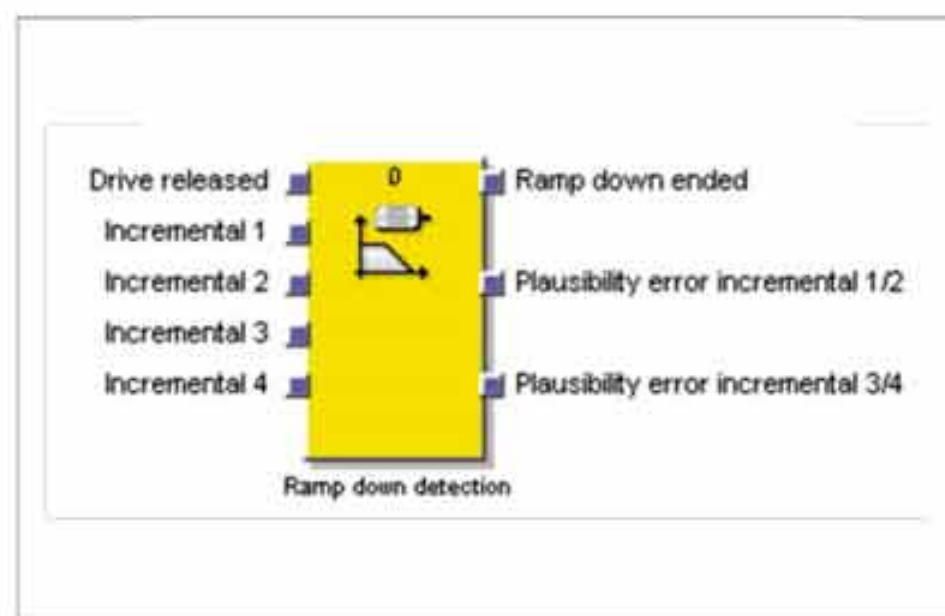 Drive released
0
Ramp down ended
Incremental 1
Incremental 2
Plausibility error incremental 1/2
Incremental 3
Incremental 4
Plausibility error incremental 3/4
Ramp down detection